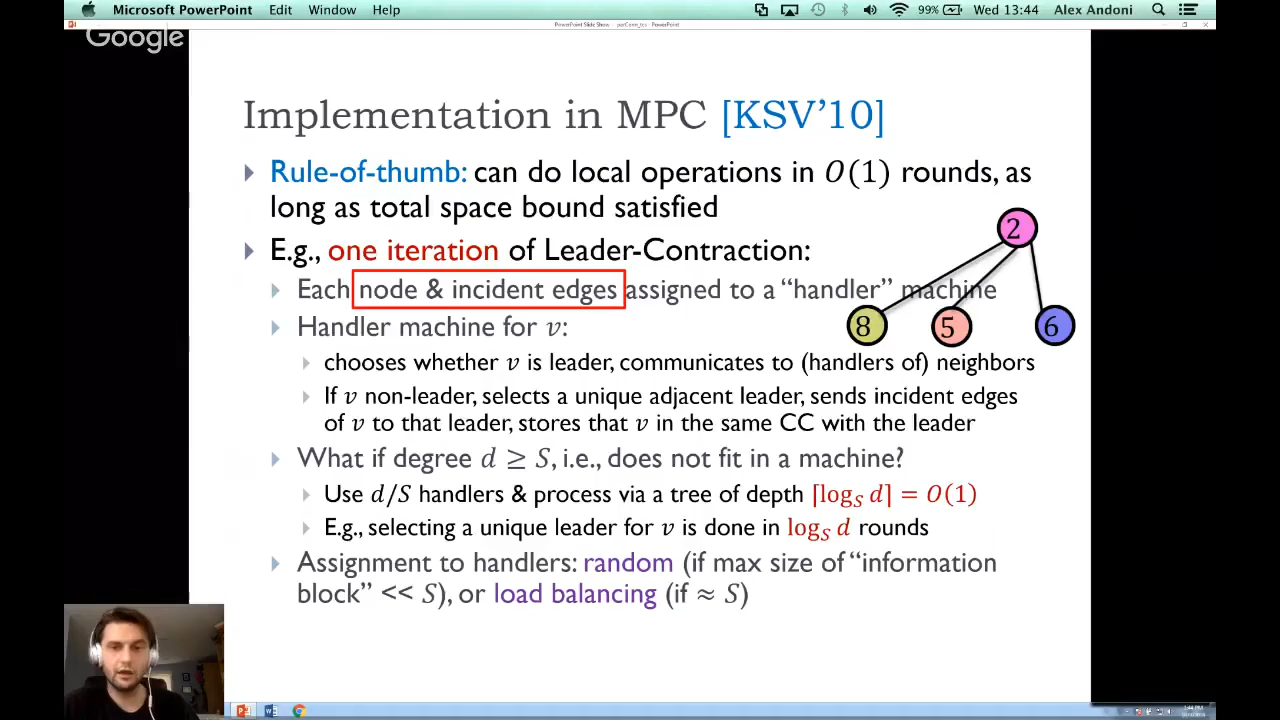 Microsoft PowerPoint Edit Window Help 99% Wed 13:44 Alex Andoni
PowerPoint Slide Show - parConn_tcs - PowerPoint
Google
Implementation in MPC [KSV'10]
Rule-of-thumb: can do local operations in O(1) rounds, as
long as total space bound satisfied
E.g., one iteration of Leader-Contraction:
2
Each node & incident edges assigned to a “handler” machine
8 5 6
Handler machine for v:
chooses whether v is leader, communicates to (handlers of) neighbors
If v non-leader, selects a unique adjacent leader, sends incident edges
of v to that leader, stores that v in the same CC with the leader
What if degree d ≥ S, i.e., does not fit in a machine?
Use d/S handlers & process via a tree of depth ⌈log_S d⌉ = O(1)
E.g., selecting a unique leader for v is done in log_S d rounds
Assignment to handlers: random (if max size of “information
block” << S), or load balancing (if ≈ S)